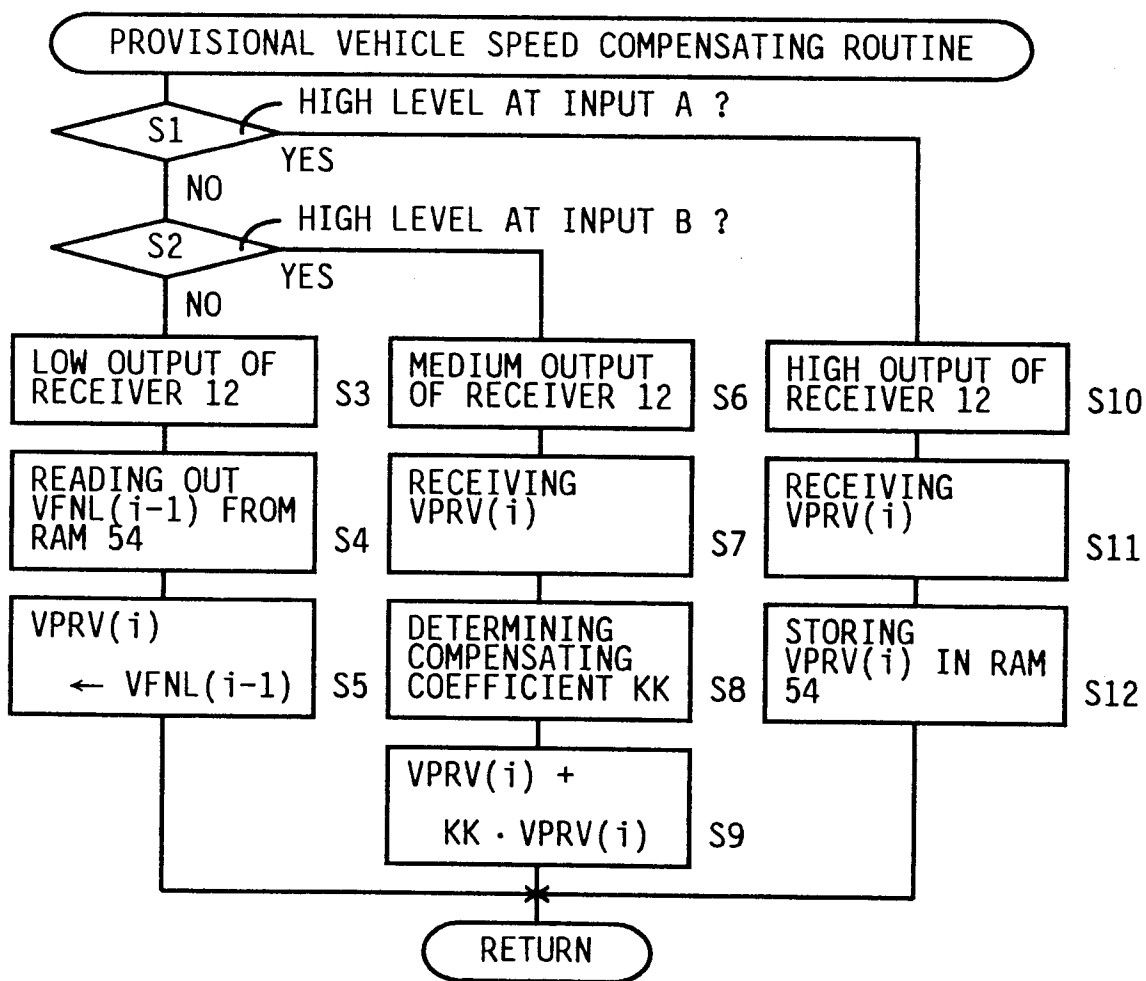 PROVISIONAL VEHICLE SPEED COMPENSATING ROUTINE
HIGH LEVEL AT INPUT A ?
S1
YES
NO
HIGH LEVEL AT INPUT B ?
S2
YES
NO
LOW OUTPUT OF
RECEIVER 12
S3
READING OUT
VFNL(i-1) FROM
RAM 54
S4
VPRV(i)
← VFNL(i-1)
S5
MEDIUM OUTPUT
OF RECEIVER 12
S6
RECEIVING
VPRV(i)
S7
DETERMINING
COMPENSATING
COEFFICIENT KK
S8
VPRV(i) +
KK · VPRV(i)
S9
HIGH OUTPUT OF
RECEIVER 12
S10
RECEIVING
VPRV(i)
S11
STORING
VPRV(i) IN RAM
54
S12
RETURN